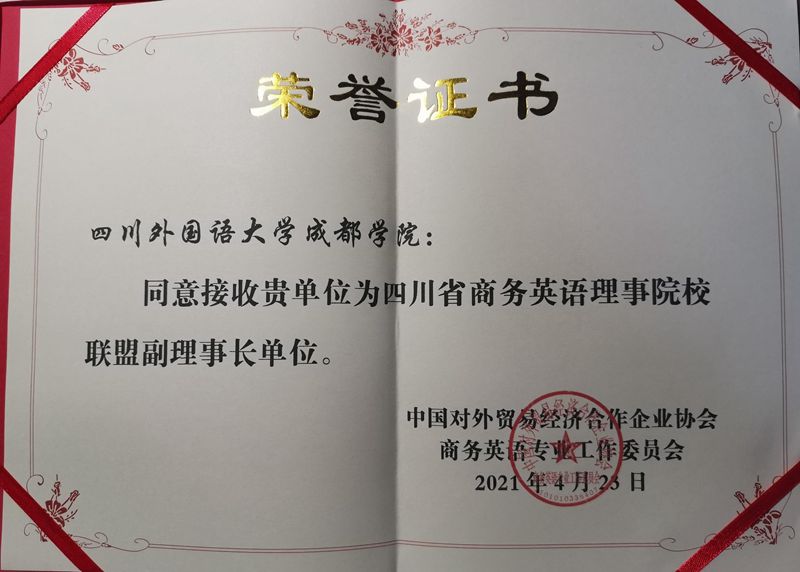 荣誉证书
四川外国语大学成都学院：
同意接收贵单位为四川省商务英语理事院校
联盟副理事长单位。
中国对外贸易经济合作企业协会
商务英语专业工作委员会
2021年4月23日